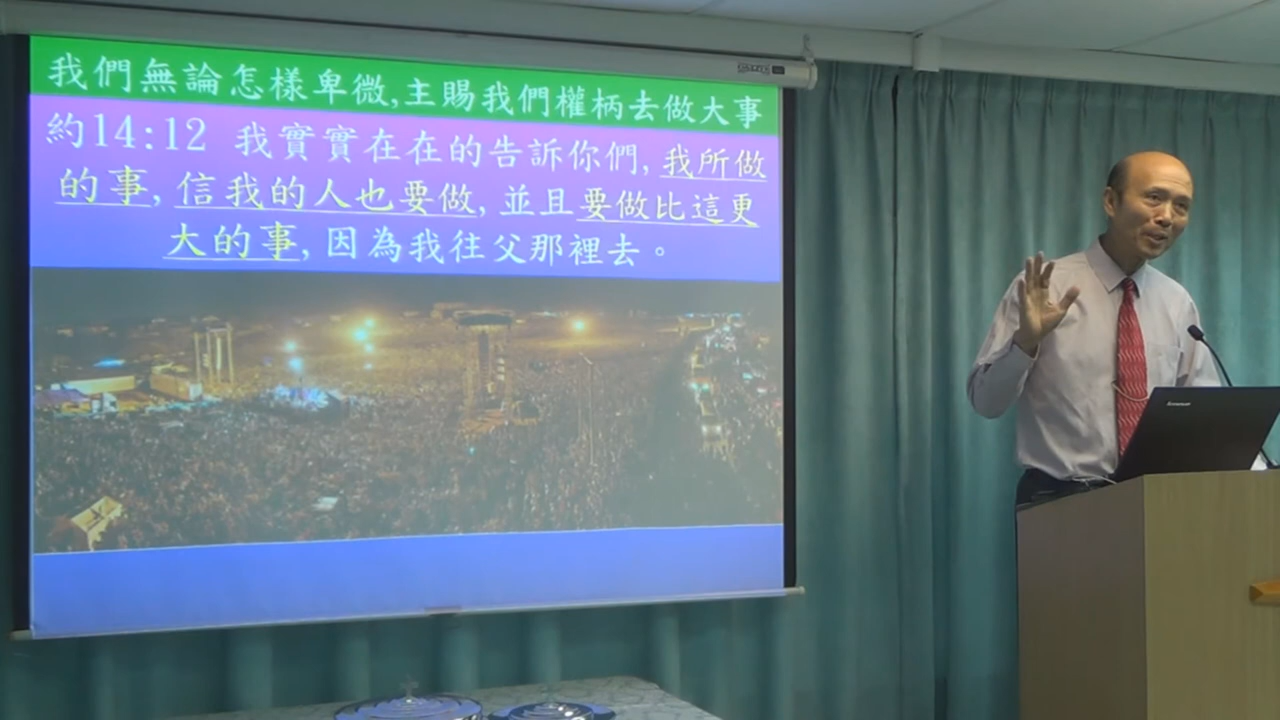 我們無論怎樣卑微,主賜我們權柄去做大事
約14:12 我實實在在的告訴你們,我所做
的事,信我的人也要做,並且要做比這更
大的事,因為我往父那裡去。
lenovo